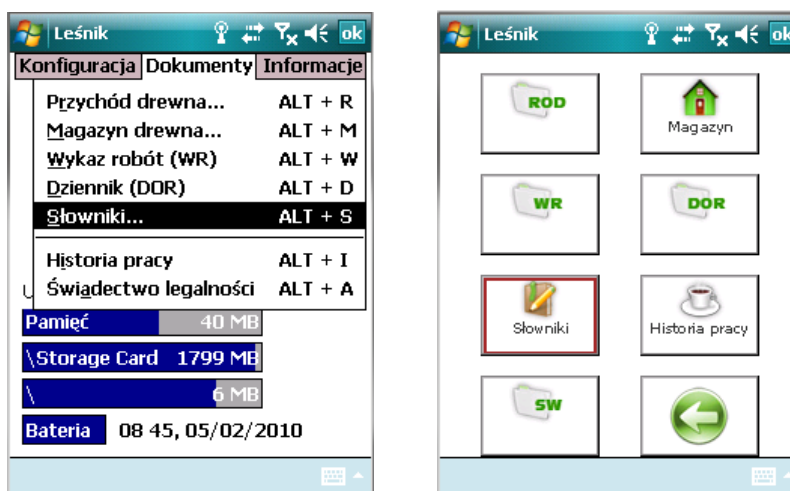 Leśnik
ok
Konfiguracja Dokumenty Informacje
Przychód drewna... ALT + R
Magazyn drewna... ALT + M
Wykaz robót (WR) ALT + W
Dziennik (DOR) ALT + D
Słowniki... ALT + S
Historia pracy ALT + I
Świadectwo legalności ALT + A
Pamięć 40 MB
\Storage Card 1799 MB
\ 6 MB
Bateria 08 45, 05/02/2010
Leśnik
ok
ROD
Magazyn
WR
DOR
Słowniki
Historia pracy
SW